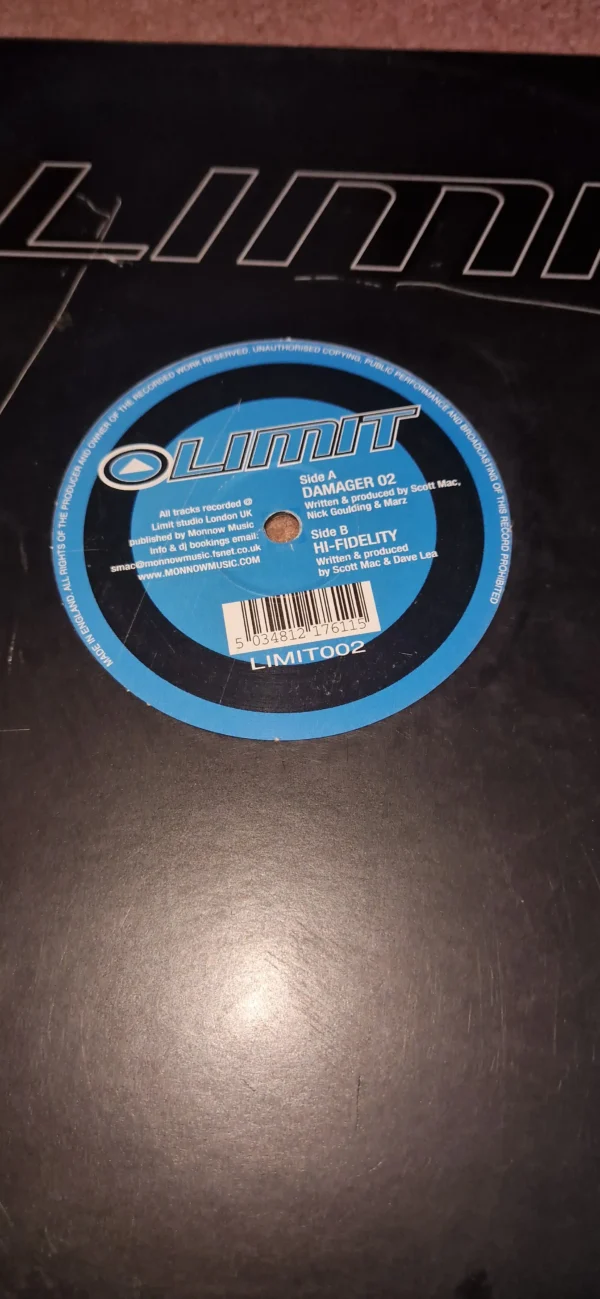 LIMI
MADE IN ENGLAND. ALL RIGHTS OF THE PRODUCER AND OWNER OF THE RECORDED WORK RESERVED. UNAUTHORISED COPYING, PUBLIC PERFORMANCE AND BROADCASTING OF THIS RECORD PROHIBITED
LIMIT
All tracks recorded @
Limit studio London UK
published by Monnow Music
Info & dj bookings email:
smac@monnowmusic.fsnet.co.uk
www.MONNOWMUSIC.COM
Side A
DAMAGER 02
Written & produced by Scott Mac,
Nick Goulding & Marz
Side B
HI-FIDELITY
Written & produced
by Scott Mac & Dave Lea
5 034812 176115
LIMIT002